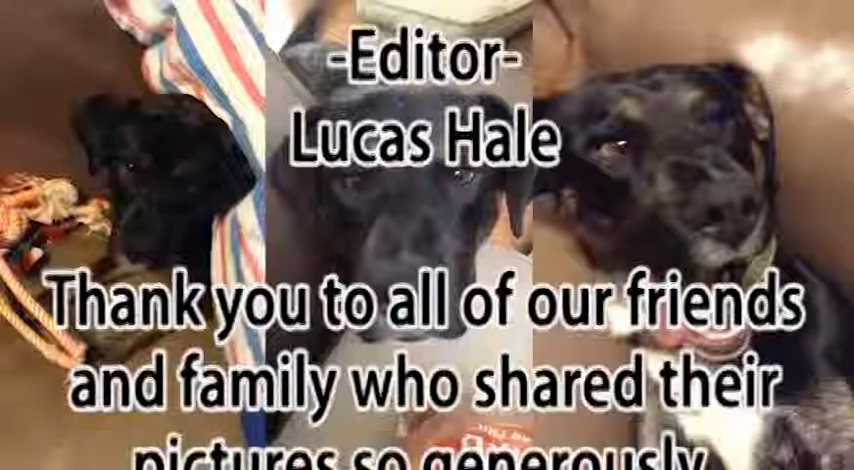 -Editor-
Lucas Hale
Thank you to all of our friends
and family who shared their
pictures so generously